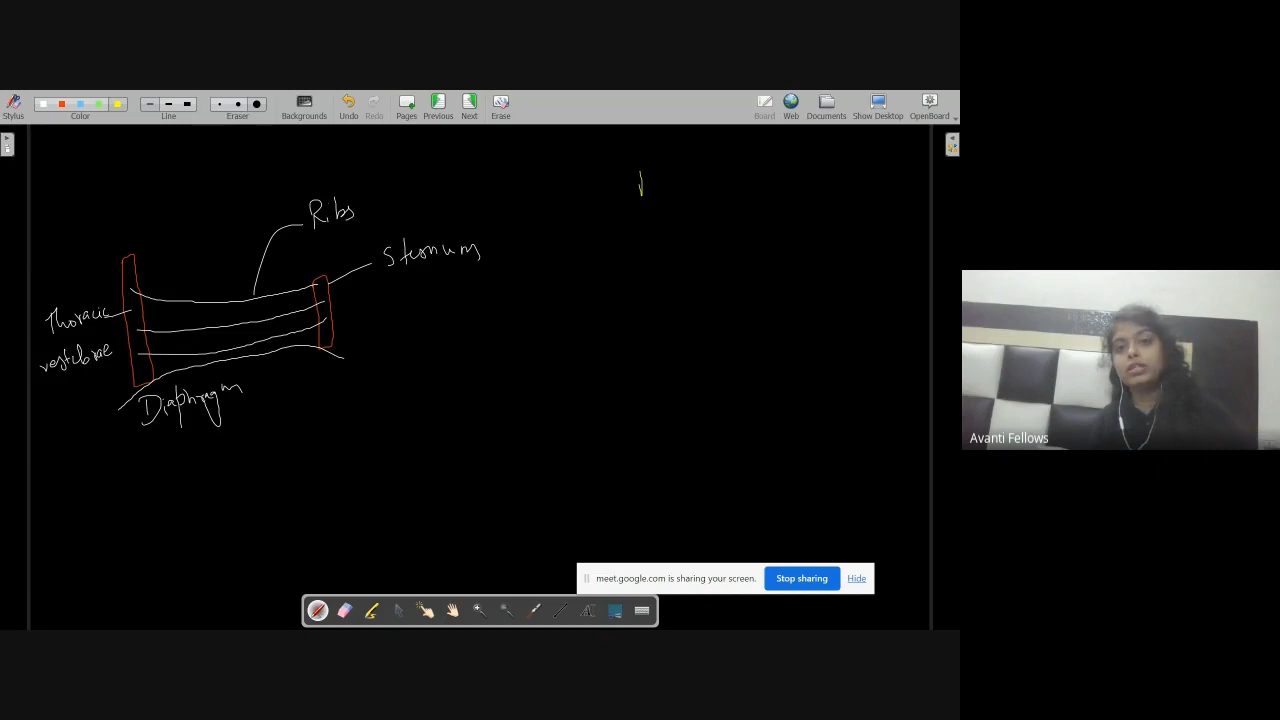 Stylus
Color
Line
Eraser
Backgrounds
Undo
Redo
Pages
Previous
Next
Erase
Board
Web
Documents
Show Desktop
OpenBoard
Ribs
Sternum
Thoracic
vertebrae
Diaphragm
Avanti Fellows
meet.google.com is sharing your screen.
Stop sharing
Hide